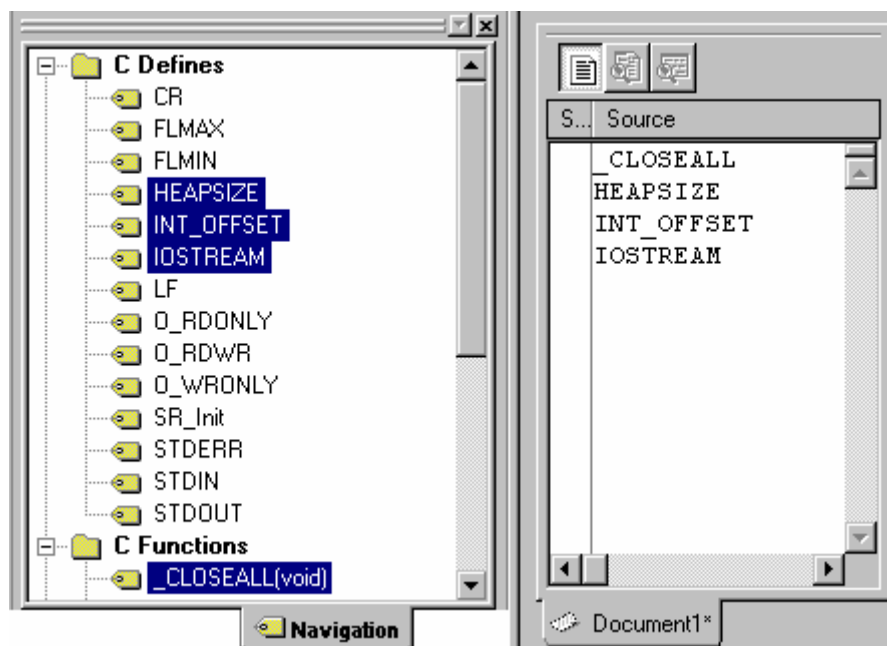 C Defines
CR
FLMAX
FLMIN
HEAPSIZE
INT_OFFSET
IOSTREAM
LF
O_RDONLY
O_RDWR
O_WRONLY
SR_Init
STDERR
STDIN
STDOUT
C Functions
_CLOSEALL(void)
Navigation
S... Source
_CLOSEALL
HEAPSIZE
INT_OFFSET
IOSTREAM
Document1*